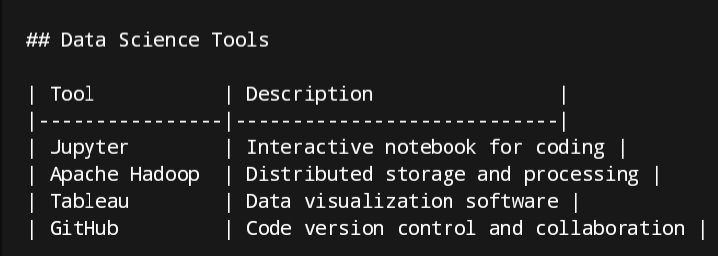 ## Data Science Tools
| Tool           | Description                |
|----------------|----------------------------|
| Jupyter        | Interactive notebook for coding |
| Apache Hadoop  | Distributed storage and processing |
| Tableau        | Data visualization software |
| GitHub         | Code version control and collaboration |